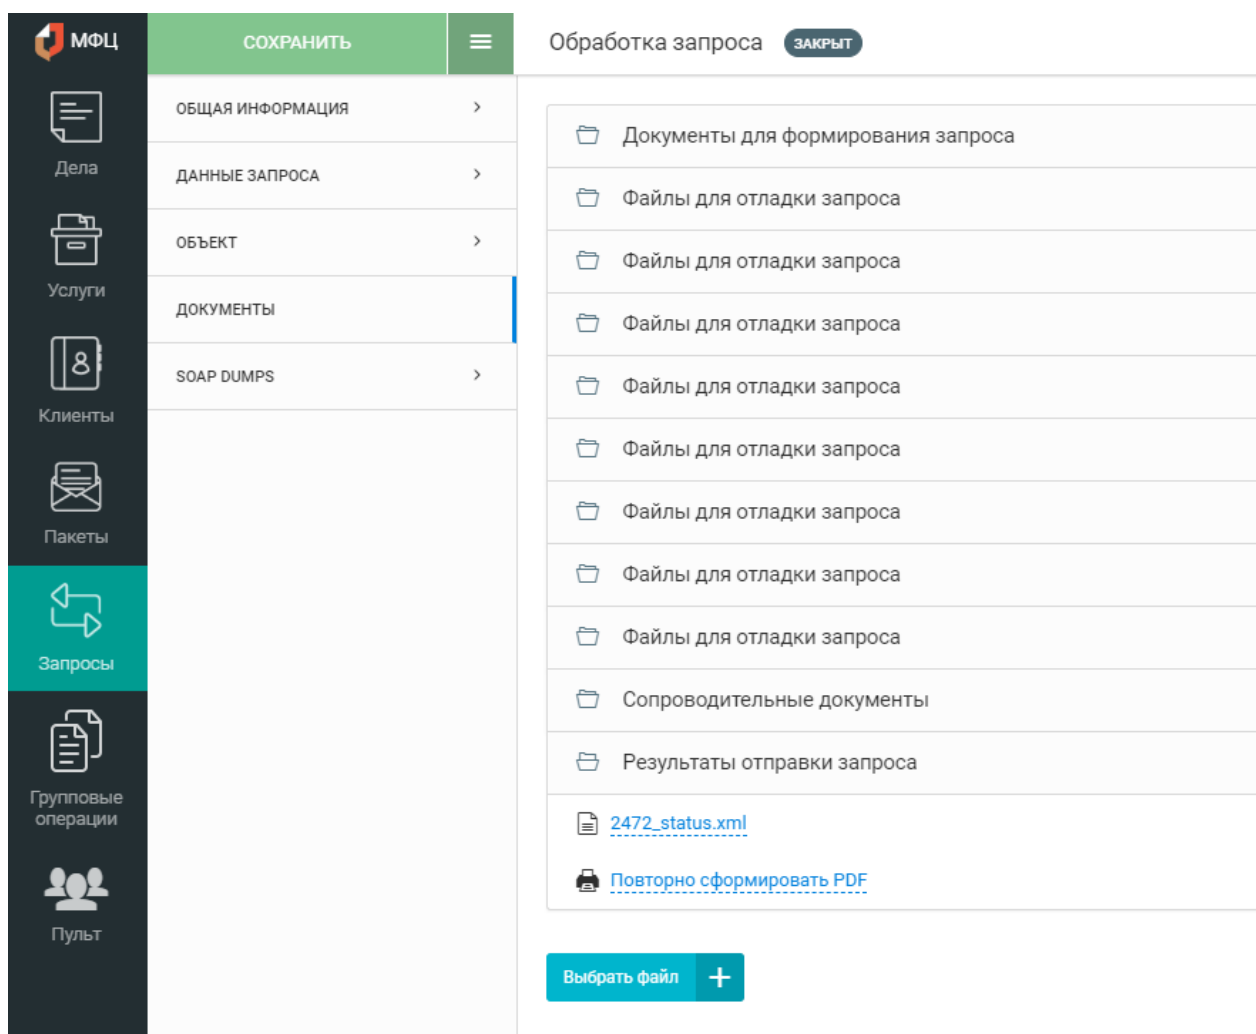 МФЦ
СОХРАНИТЬ
Обработка запроса ЗАКРЫТ
Дела
Услуги
Клиенты
Пакеты
Запросы
Групповые
операции
Пульт
ОБЩАЯ ИНФОРМАЦИЯ
ДАННЫЕ ЗАПРОСА
ОБЪЕКТ
ДОКУМЕНТЫ
SOAP DUMPS
Документы для формирования запроса
Файлы для отладки запроса
Файлы для отладки запроса
Файлы для отладки запроса
Файлы для отладки запроса
Файлы для отладки запроса
Файлы для отладки запроса
Файлы для отладки запроса
Файлы для отладки запроса
Сопроводительные документы
Результаты отправки запроса
2472_status.xml
Повторно сформировать PDF
Выбрать файл